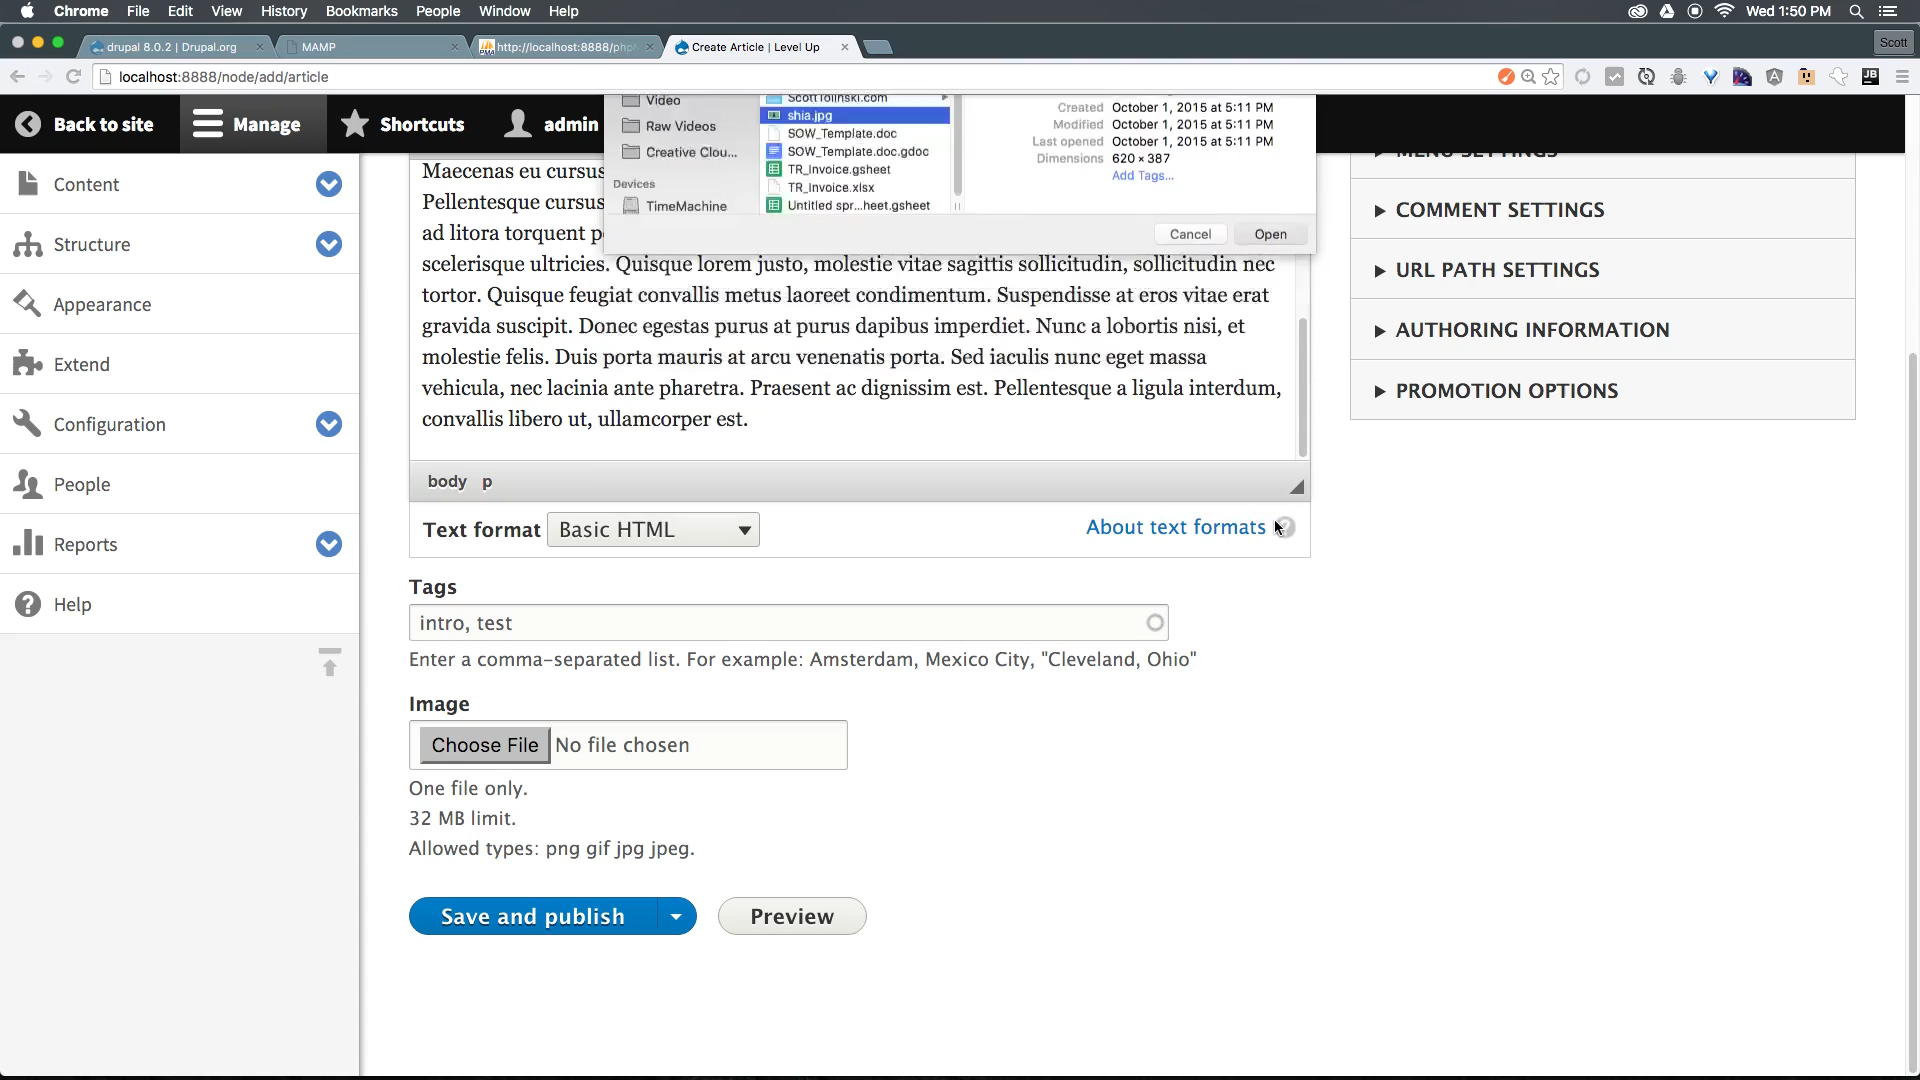 Chrome File Edit View History Bookmarks People Window Help Wed 1:50 PM
drupal 8.0.2 | Drupal.org MAMP http://localhost:8888/php Create Article | Level Up Scott
localhost:8888/node/add/article JB
Back to site Manage Shortcuts admin
Content
Structure
Appearance
Extend
Configuration
People
Reports
Help
Video
Raw Videos
Creative Clou...
Devices
TimeMachine
ScottTolinski.com
shia.jpg
SOW_Template.doc
SOW_Template.doc.gdoc
TR_Invoice.gsheet
TR_Invoice.xlsx
Untitled spr...heet.gsheet
Created October 1, 2015 at 5:11 PM
Modified October 1, 2015 at 5:11 PM
Last opened October 1, 2015 at 5:11 PM
Dimensions 620 × 387
Add Tags...
Cancel Open
Maecenas eu cursus
Pellentesque cursus
ad litora torquent p
scelerisque ultricies. Quisque lorem justo, molestie vitae sagittis sollicitudin, sollicitudin nec
tortor. Quisque feugiat convallis metus laoreet condimentum. Suspendisse at eros vitae erat
gravida suscipit. Donec egestas purus at purus dapibus imperdiet. Nunc a lobortis nisi, et
molestie felis. Duis porta mauris at arcu venenatis porta. Sed iaculis nunc eget massa
vehicula, nec lacinia ante pharetra. Praesent ac dignissim est. Pellentesque a ligula interdum,
convallis libero ut, ullamcorper est.
body p
Text format Basic HTML About text formats
Tags
intro, test
Enter a comma-separated list. For example: Amsterdam, Mexico City, "Cleveland, Ohio"
Image
Choose File No file chosen
One file only.
32 MB limit.
Allowed types: png gif jpg jpeg.
Save and publish Preview
MENU SETTINGS
COMMENT SETTINGS
URL PATH SETTINGS
AUTHORING INFORMATION
PROMOTION OPTIONS